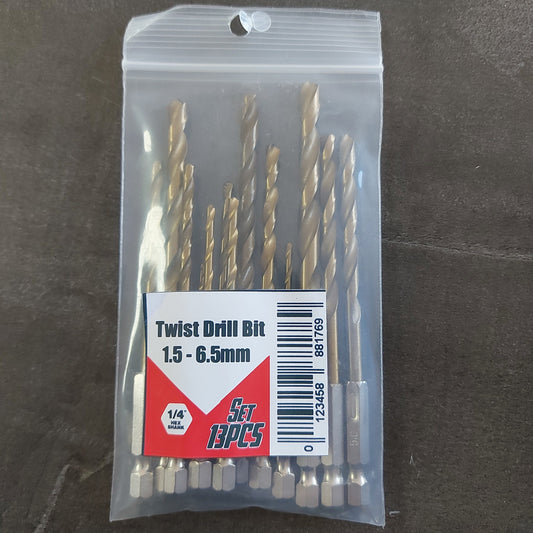 Twist Drill Bit
1.5 - 6.5mm
1/4"
HEX
SHANK
SET
13PCS
0 123458 881769